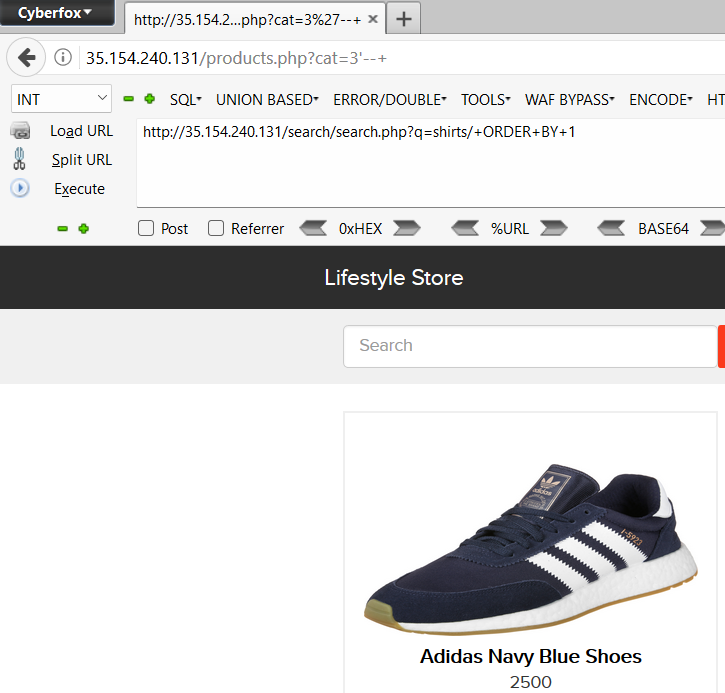 Cyberfox
http://35.154.2...php?cat=3%27--+
35.154.240.131/products.php?cat=3'--+
INT SQL UNION BASED ERROR/DOUBLE TOOLS WAF BYPASS ENCODE HT
Load URL
http://35.154.240.131/search/search.php?q=shirts/+ORDER+BY+1
Split URL
Execute
Post Referrer 0xHEX %URL BASE64
Lifestyle Store
Search
adidas
I-5923
Adidas Navy Blue Shoes
2500